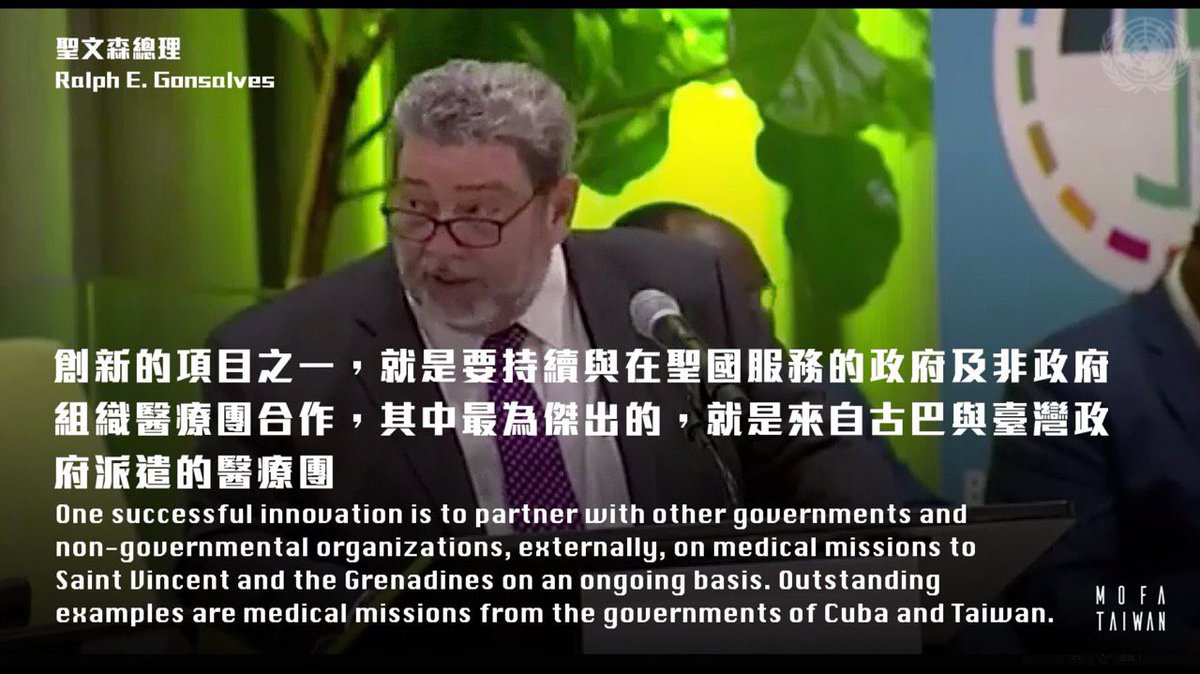 聖文森總理
Ralph E. Gonsalves
創新的項目之一，就是要持續與在聖國服務的政府及非政府
組織醫療團合作，其中最為傑出的，就是來自古巴與臺灣政
府派遣的醫療團
One successful innovation is to partner with other governments and
non-governmental organizations, externally, on medical missions to
Saint Vincent and the Grenadines on an ongoing basis. Outstanding
examples are medical missions from the governments of Cuba and Taiwan.
MOFA
TAIWAN